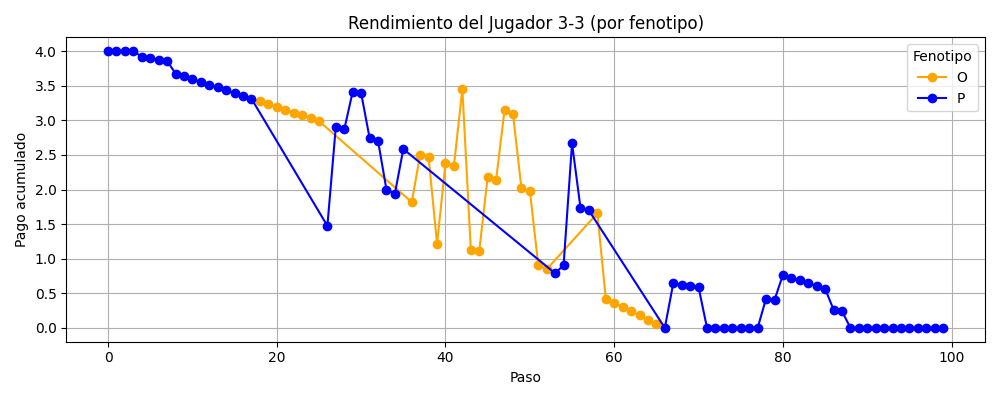 Rendimiento del Jugador 3-3 (por fenotipo)
Pago acumulado
4.0
3.5
3.0
2.5
2.0
1.5
1.0
0.5
0.0
Fenotipo
O
P
0 20 40 60 80 100
Paso